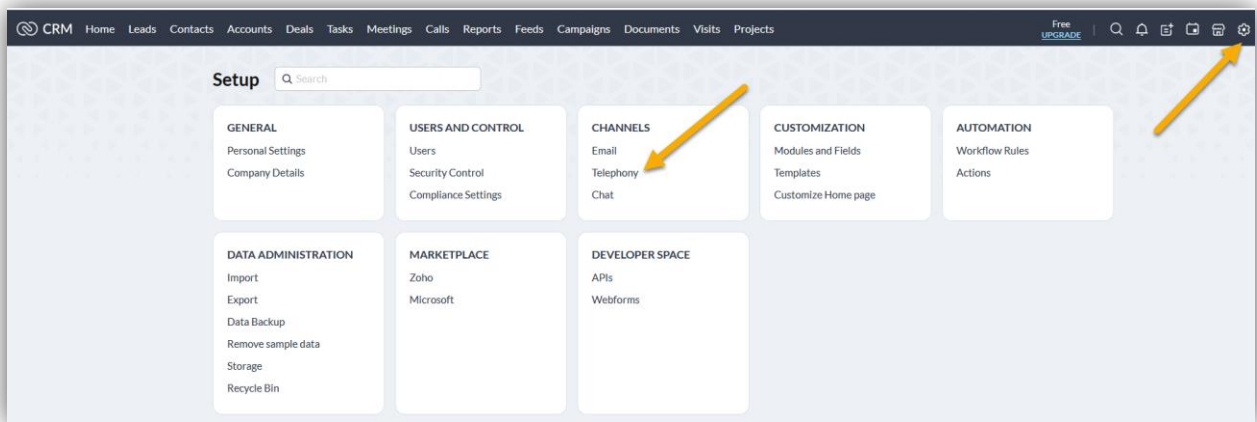 CRM Home Leads Contacts Accounts Deals Tasks Meetings Calls Reports Feeds Campaigns Documents Visits Projects Free
UPGRADE
Setup Search
GENERAL
Personal Settings
Company Details
USERS AND CONTROL
Users
Security Control
Compliance Settings
CHANNELS
Email
Telephony
Chat
CUSTOMIZATION
Modules and Fields
Templates
Customize Home page
AUTOMATION
Workflow Rules
Actions
DATA ADMINISTRATION
Import
Export
Data Backup
Remove sample data
Storage
Recycle Bin
MARKETPLACE
Zoho
Microsoft
DEVELOPER SPACE
APIs
Webforms